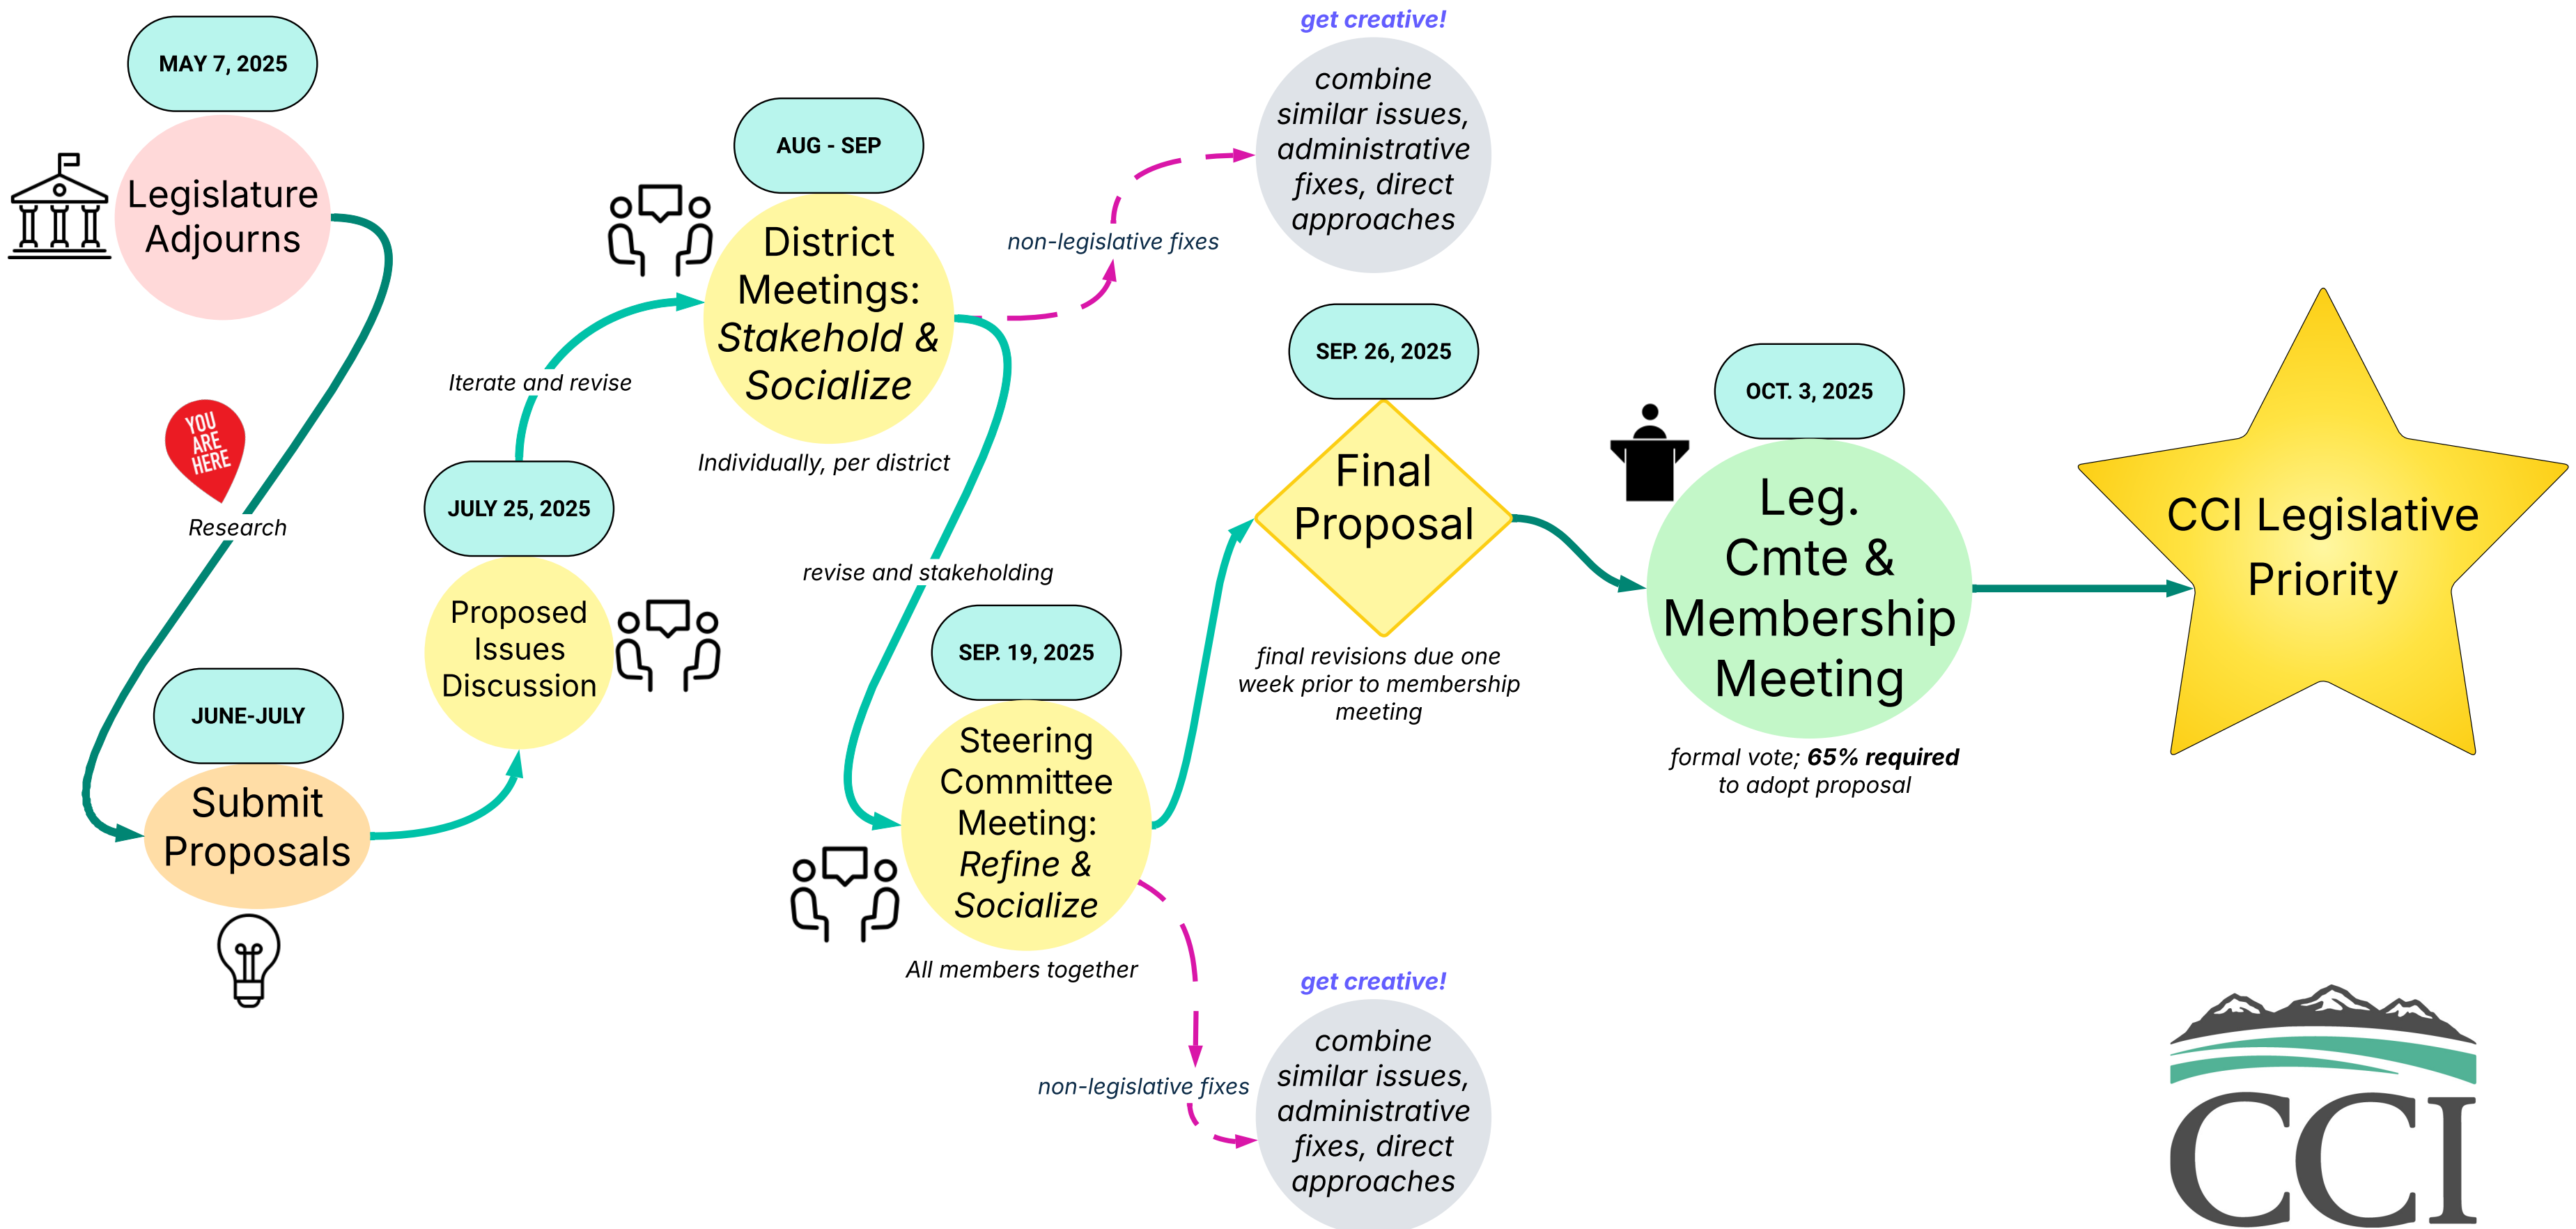 MAY 7, 2025
Legislature
Adjourns
YOU
ARE
HERE
Research
JUNE-JULY
Submit
Proposals
JULY 25, 2025
Proposed
Issues
Discussion
Iterate and revise
AUG - SEP
District
Meetings:
Stakehold &
Socialize
Individually, per district
non-legislative fixes
get creative!
combine
similar issues,
administrative
fixes, direct
approaches
revise and stakeholding
SEP. 19, 2025
Steering
Committee
Meeting:
Refine &
Socialize
All members together
non-legislative fixes
get creative!
combine
similar issues,
administrative
fixes, direct
approaches
SEP. 26, 2025
Final
Proposal
final revisions due one
week prior to membership
meeting
OCT. 3, 2025
Leg.
Cmte &
Membership
Meeting
formal vote; 65% required
to adopt proposal
CCI Legislative
Priority
CCI